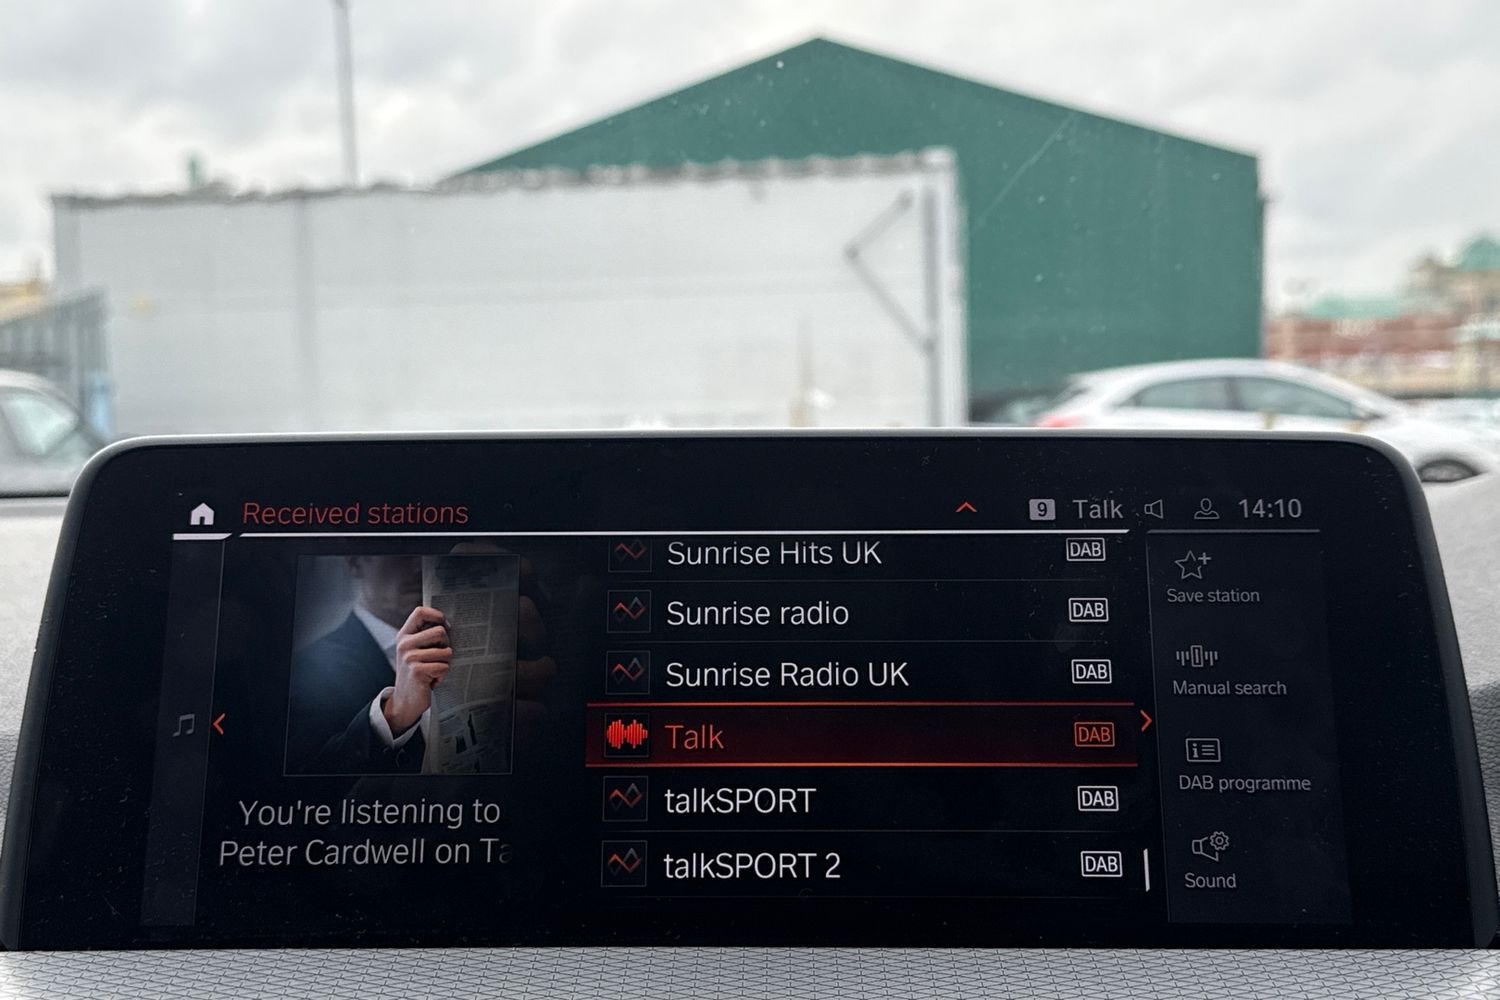 Received stations
9 Talk 14:10
Sunrise Hits UK DAB
Sunrise radio DAB
Sunrise Radio UK DAB
Talk DAB
talkSPORT DAB
talkSPORT 2 DAB
You're listening to
Peter Cardwell on Ta
Save station
Manual search
DAB programme
Sound